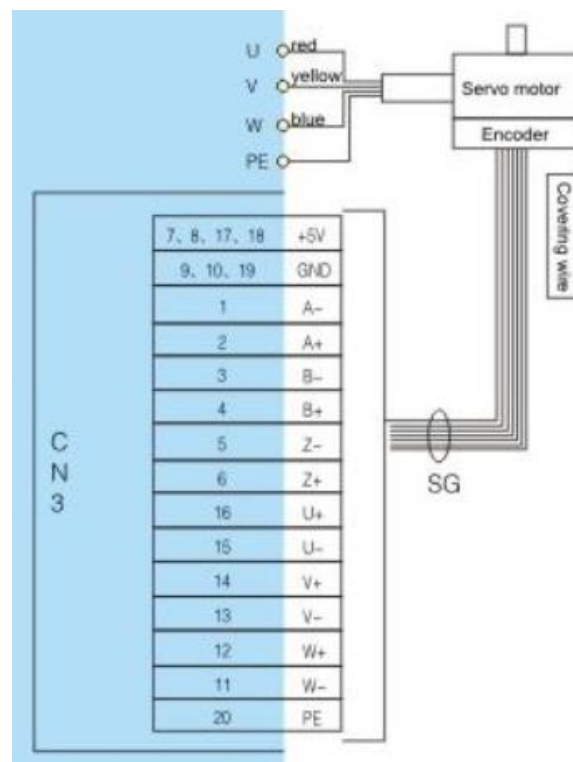 U red
V yellow
W blue
PE
Servo motor
Encoder
Covering wire
7、8、17、18 +5V
9、10、19 GND
1 A-
2 A+
3 B-
4 B+
5 Z-
6 Z+
16 U+
15 U-
14 V+
13 V-
12 W+
11 W-
20 PE
CN3
SG